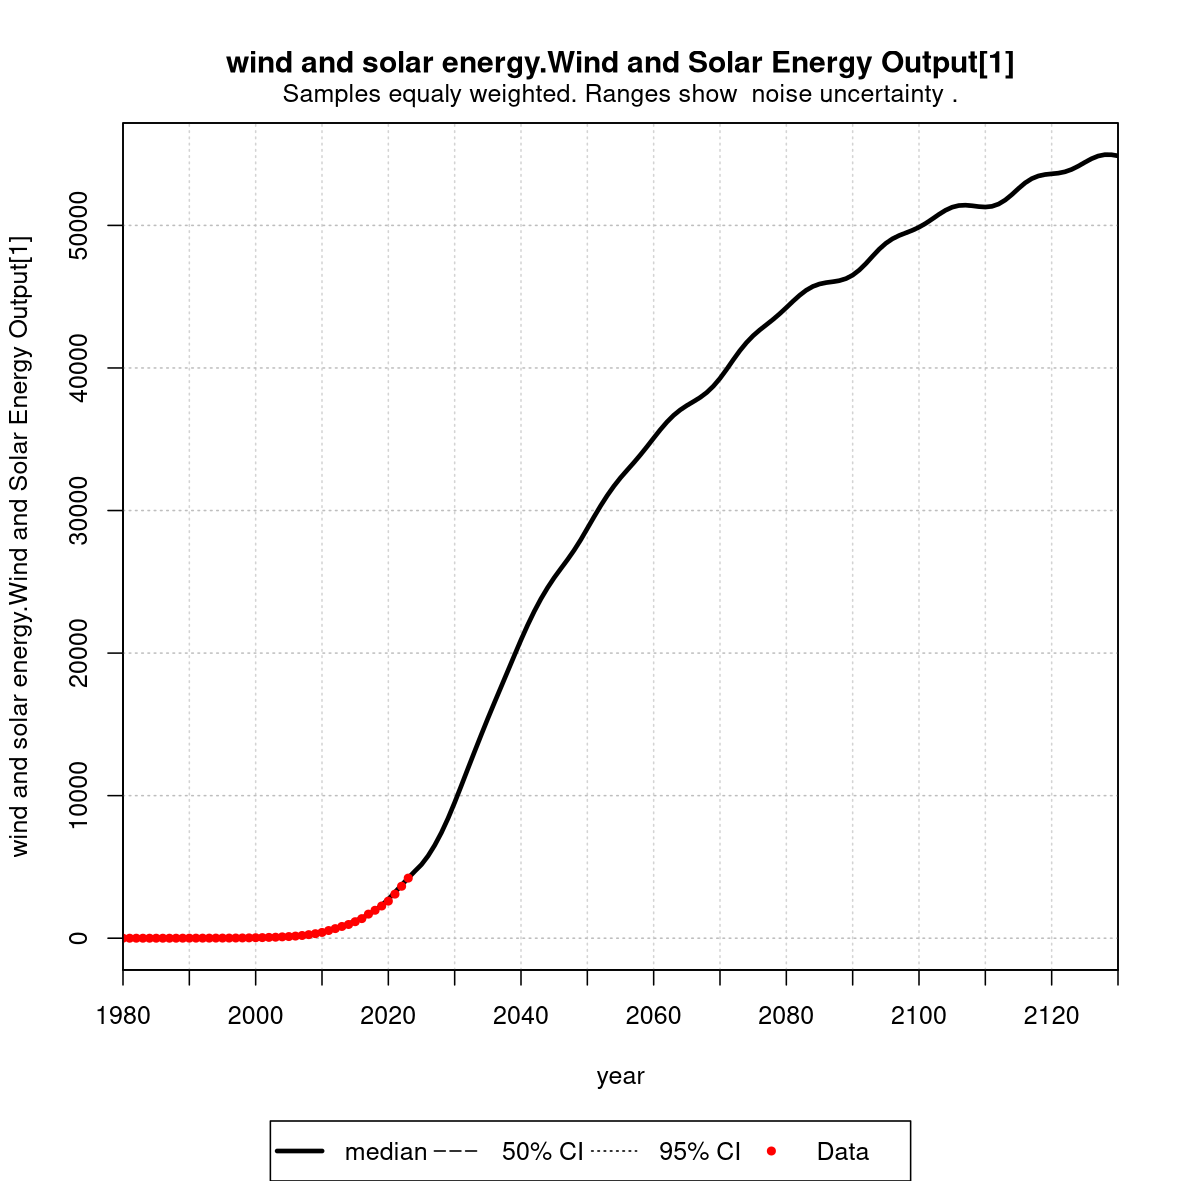 wind and solar energy.Wind and Solar Energy Output[1]
Samples equaly weighted. Ranges show  noise uncertainty .
wind and solar energy.Wind and Solar Energy Output[1]
50000
40000
30000
20000
10000
0
1980 2000 2020 2040 2060 2080 2100 2120
year
median 50% CI 95% CI Data